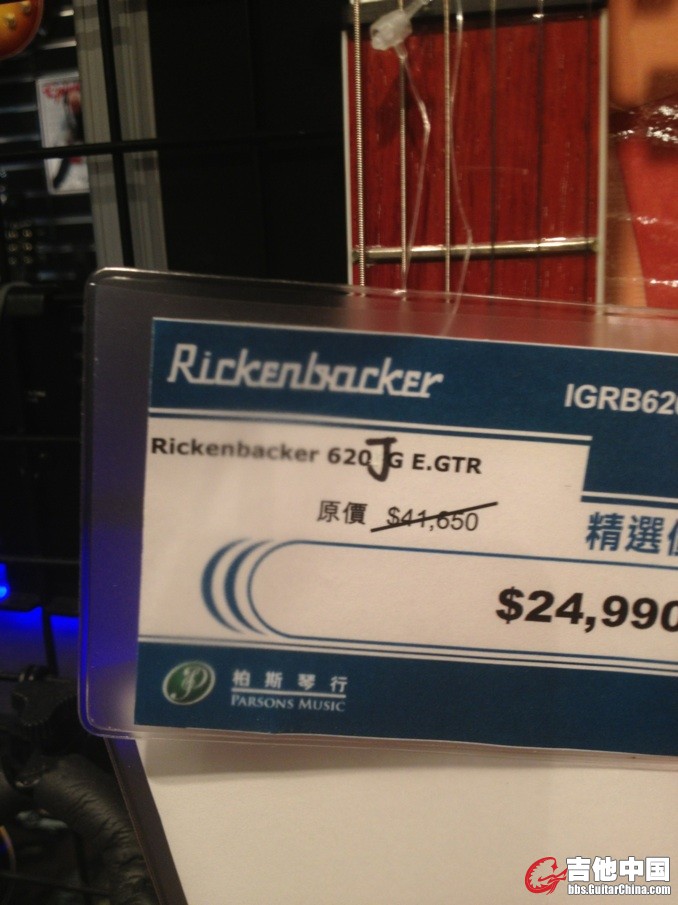 Rickenbacker
IGRB620
Rickenbacker 620JG E.GTR
原價 $41,650
精選價
$24,990
柏斯琴行
PARSONS MUSIC
吉他中国
bbs.GuitarChina.com